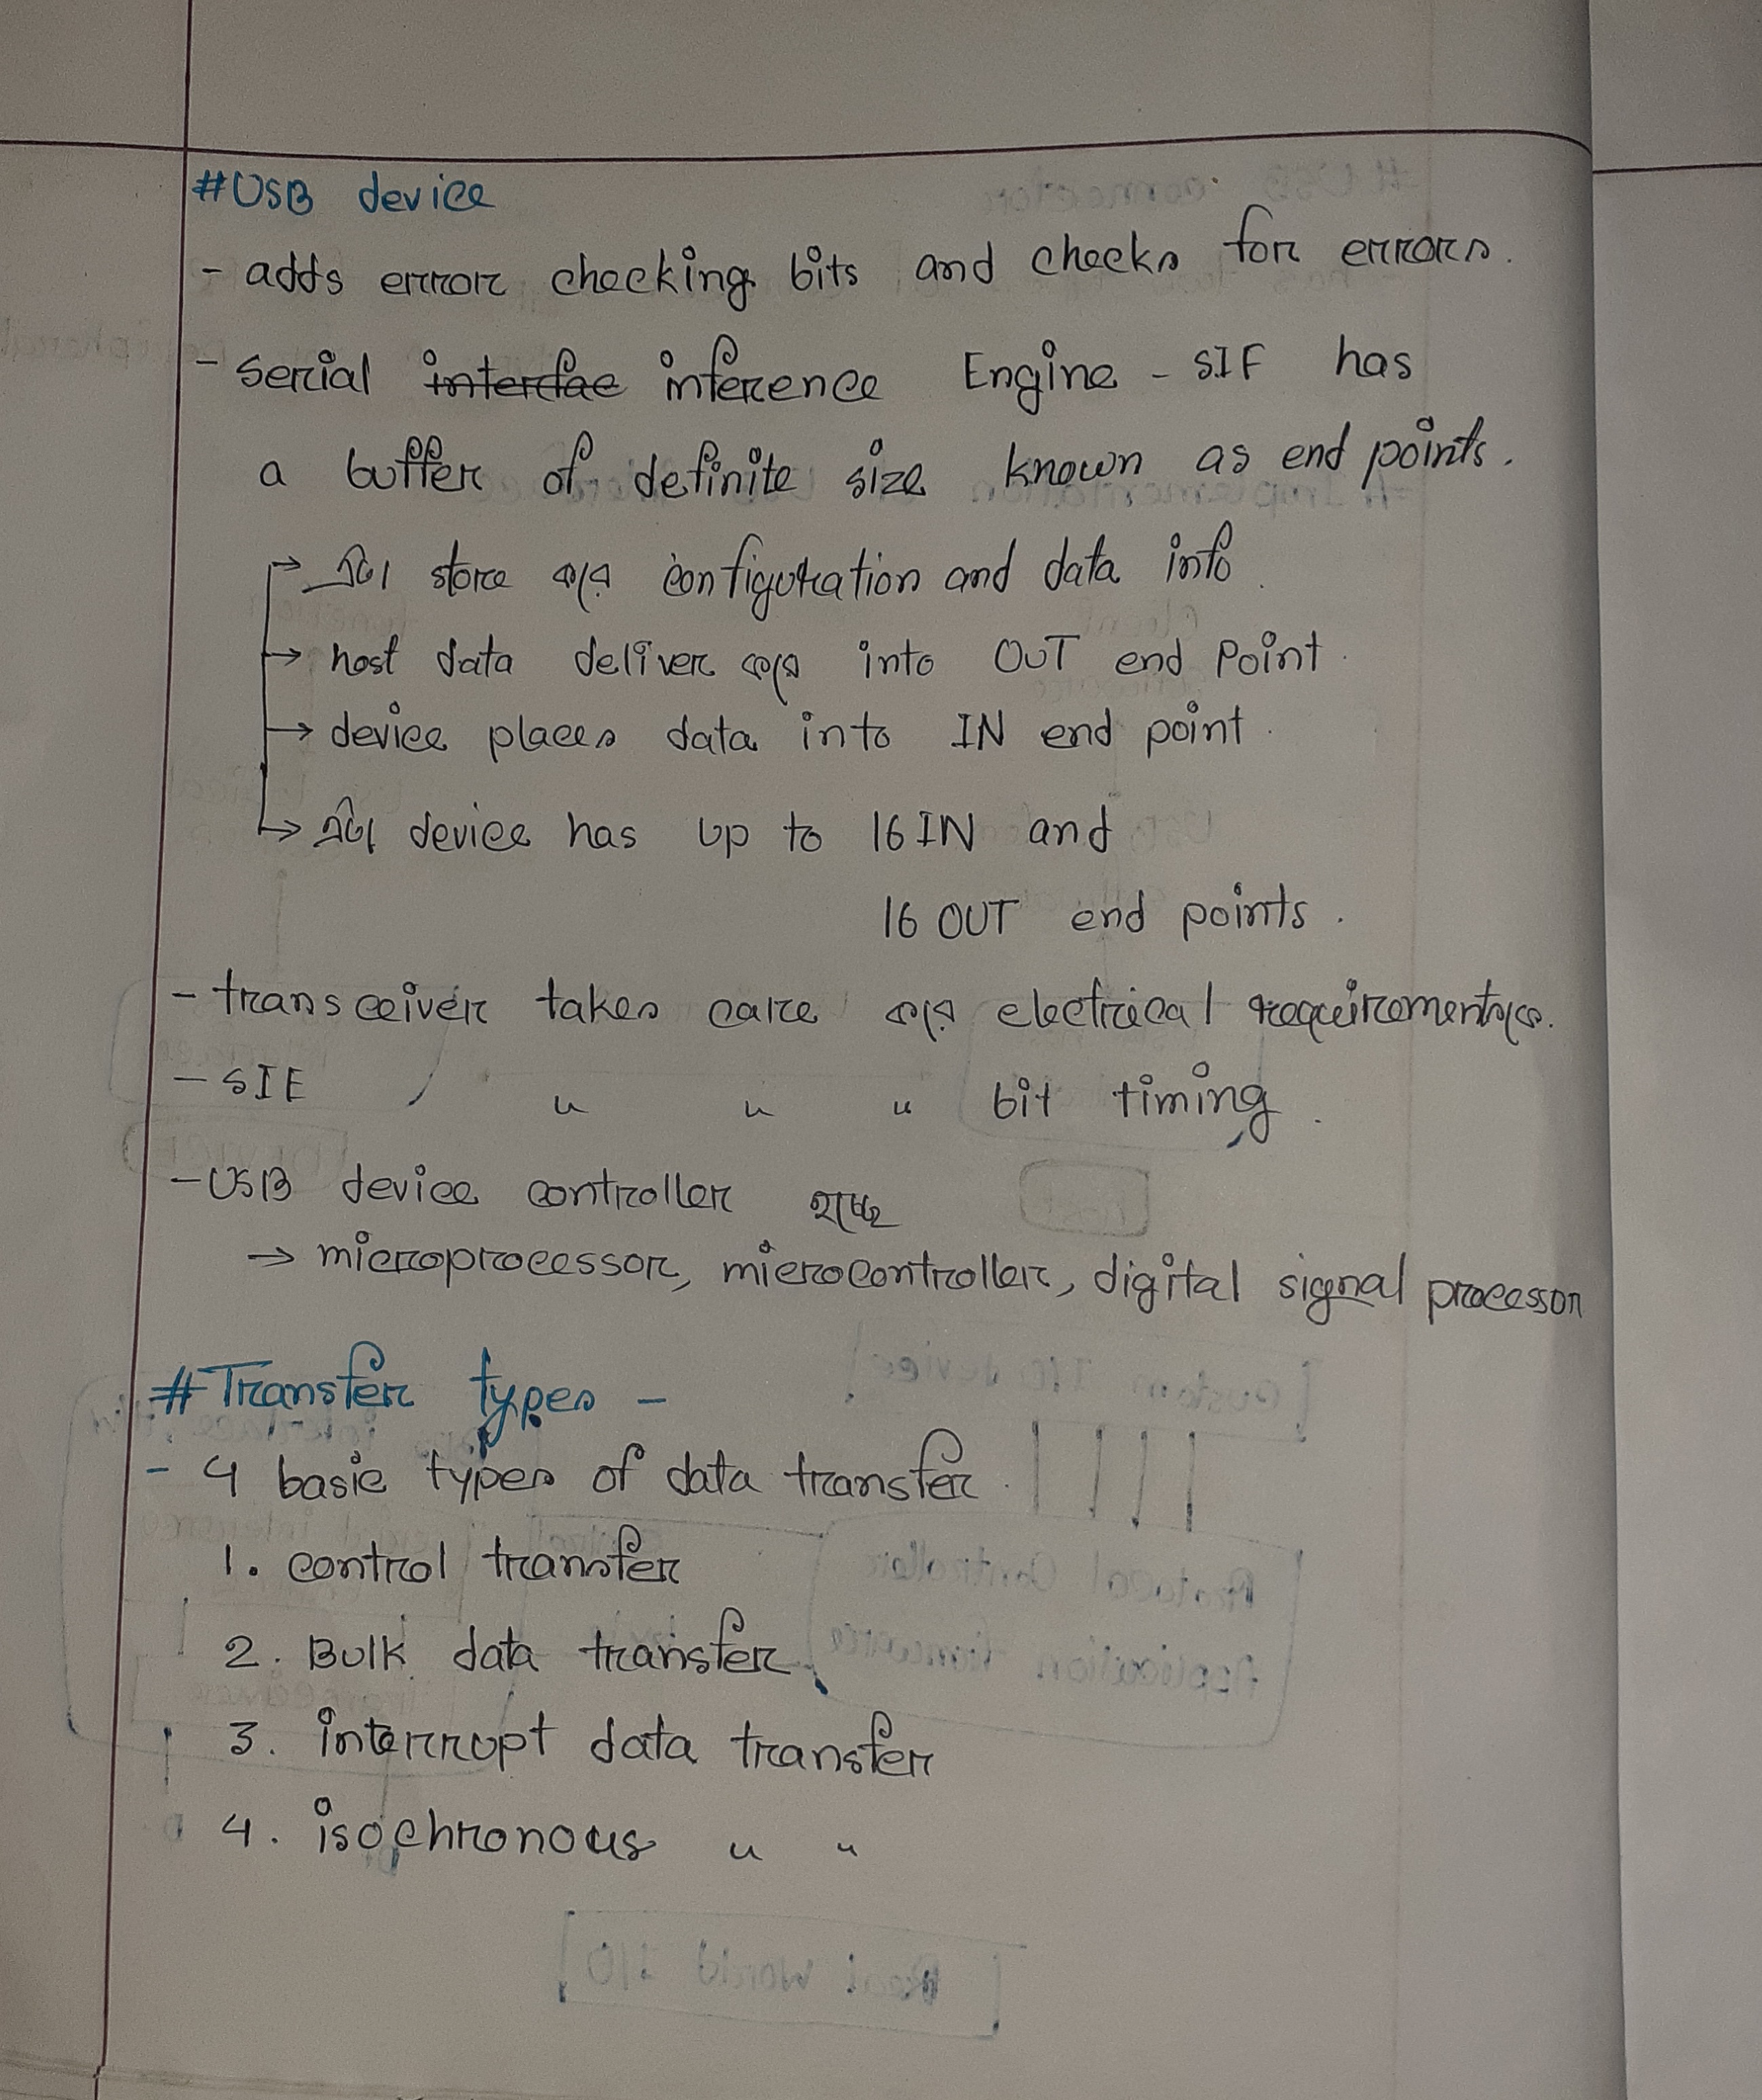 #USB device
- adds error checking bits and checks for errors.
- serial interfae inference Engine - SIF has
a buffer of definite size known as end points.
→ এটা store করে configuration and data info
→ host data deliver করে into OUT end Point
→ device places data into IN end point.
→ এটা device has up to 16 IN and
16 OUT end points.
- transceiver takes care করে electrical requirementsকে.
- SIE / " " " bit timing.
- USB device controller হচ্ছে
→ microprocessor, microcontroller, digital signal processor
#Transfer types -
- 4 basic types of data transfer
1. control transfer
2. Bulk data transfer
3. interrupt data transfer
4. isochronous " "